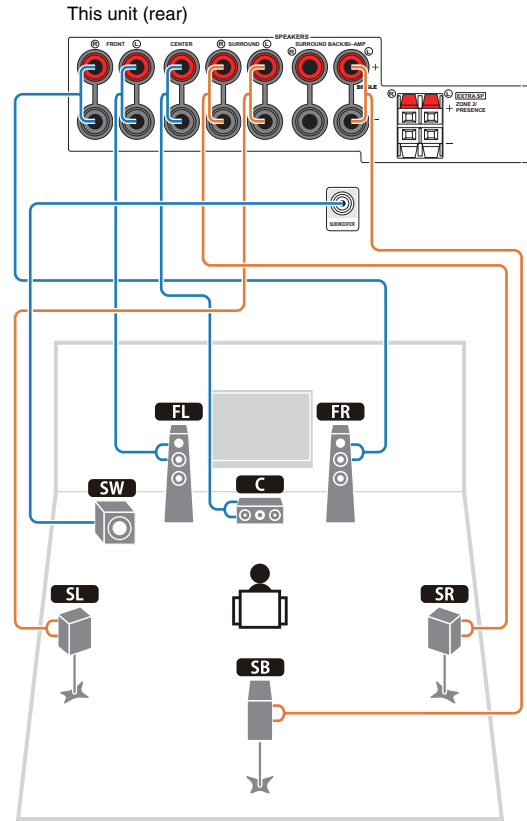 This unit (rear)
SPEAKERS
R FRONT L CENTER R SURROUND L SURROUND BACK/BI-AMP
R L
+
SINGLE
R L EXTRA SP
+ ZONE 2/
PRESENCE
–
–
SUBWOOFER
FL FR
SW C
SL SR
SB